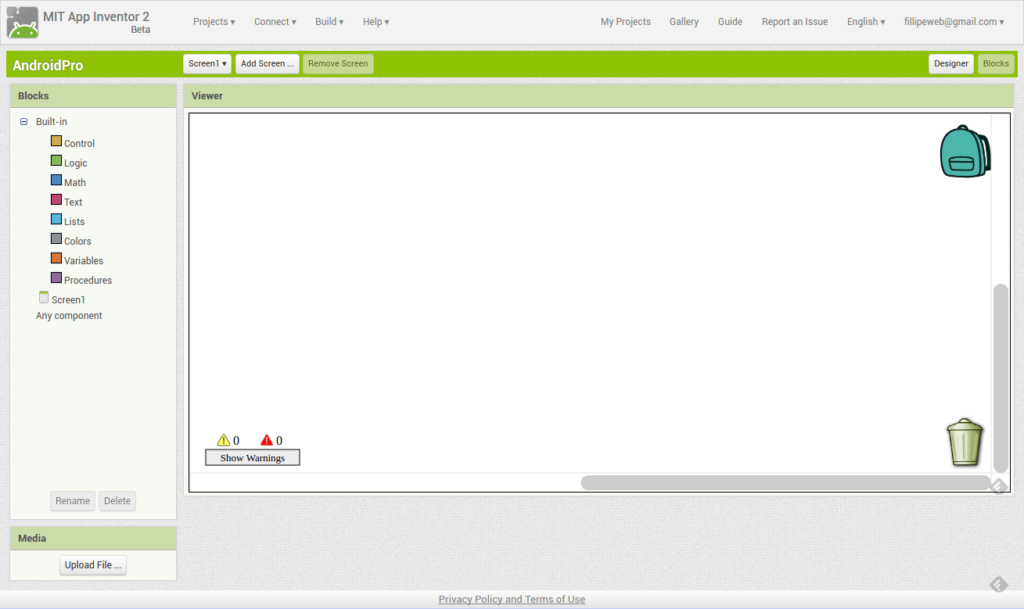 MIT App Inventor 2
Beta
Projects ▾ Connect ▾ Build ▾ Help ▾ My Projects Gallery Guide Report an Issue English ▾ fillipeweb@gmail.com ▾
AndroidPro Screen1 ▾ Add Screen ... Remove Screen Designer Blocks
Blocks
Viewer
Built-in
Control
Logic
Math
Text
Lists
Colors
Variables
Procedures
Screen1
Any component
0 0
Show Warnings
Rename Delete
Media
Upload File ...
Privacy Policy and Terms of Use